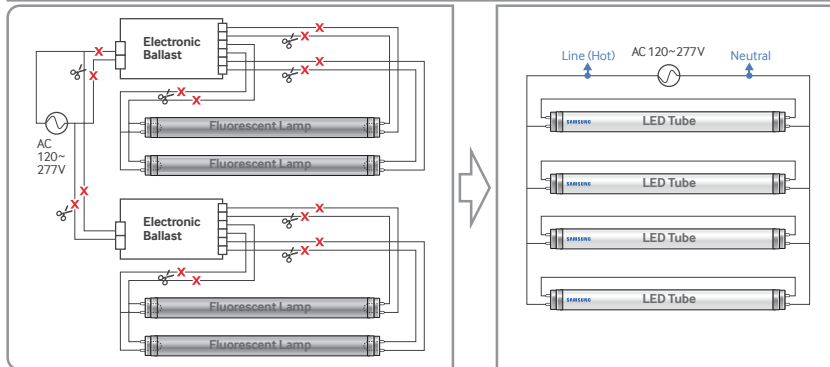 Electronic
Ballast
Fluorescent Lamp
Fluorescent Lamp
AC
120~
277V
Electronic
Ballast
Fluorescent Lamp
Fluorescent Lamp
Line (Hot)
AC 120~277V
Neutral
SAMSUNG LED Tube
SAMSUNG LED Tube
SAMSUNG LED Tube
SAMSUNG LED Tube